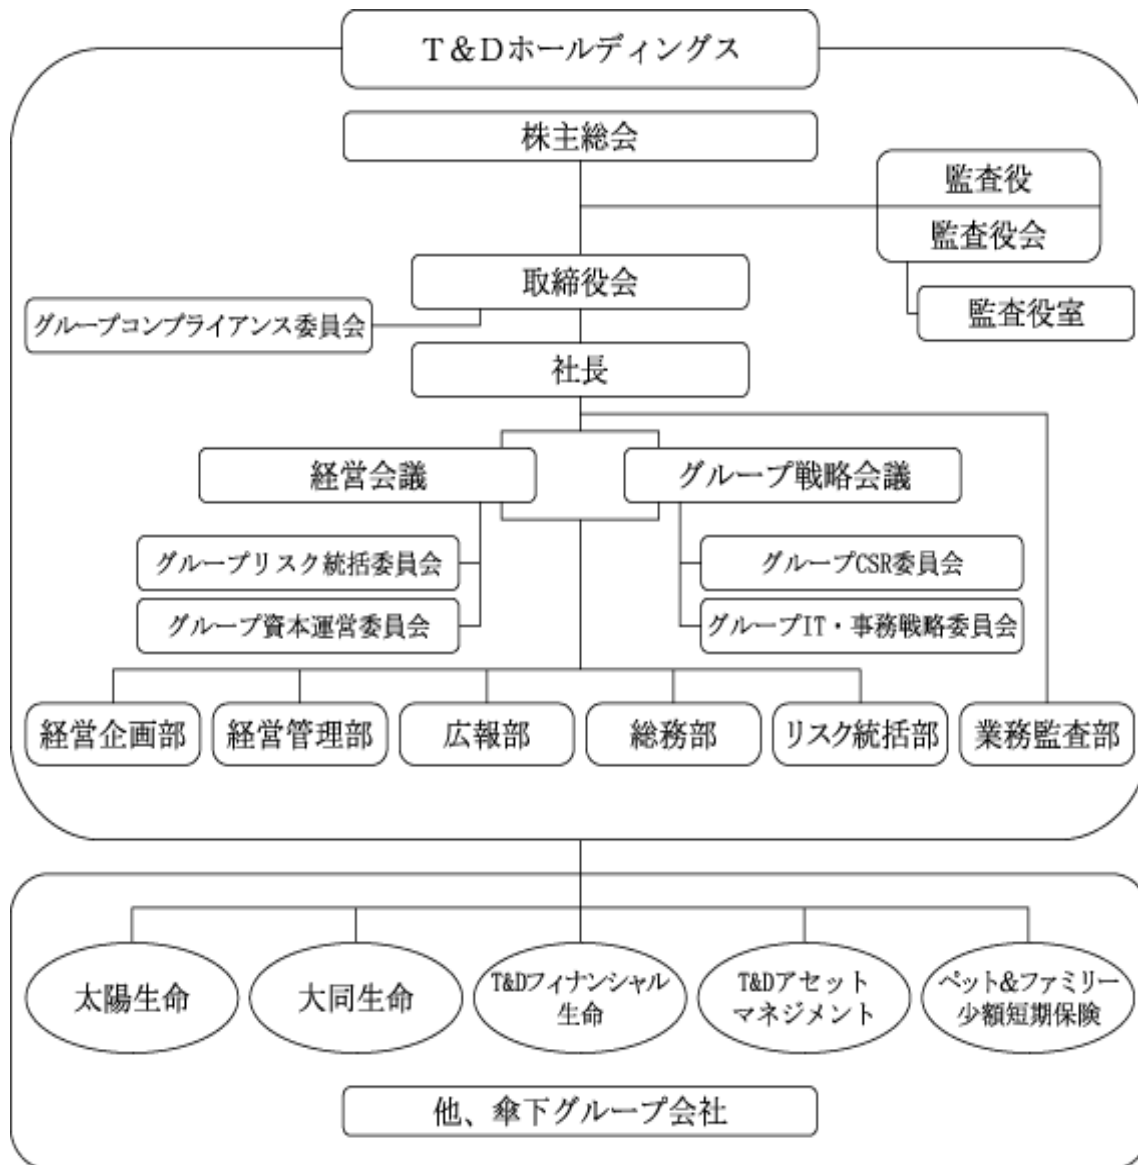 T&Dホールディングス
株主総会
監査役
監査役会
監査役室
取締役会
グループコンプライアンス委員会
社長
経営会議
グループ戦略会議
グループリスク統括委員会
グループCSR委員会
グループ資本運営委員会
グループIT・事務戦略委員会
経営企画部
経営管理部
広報部
総務部
リスク統括部
業務監査部
太陽生命
大同生命
T&Dフィナンシャル
生命
T&Dアセット
マネジメント
ペット&ファミリー
少額短期保険
他、傘下グループ会社